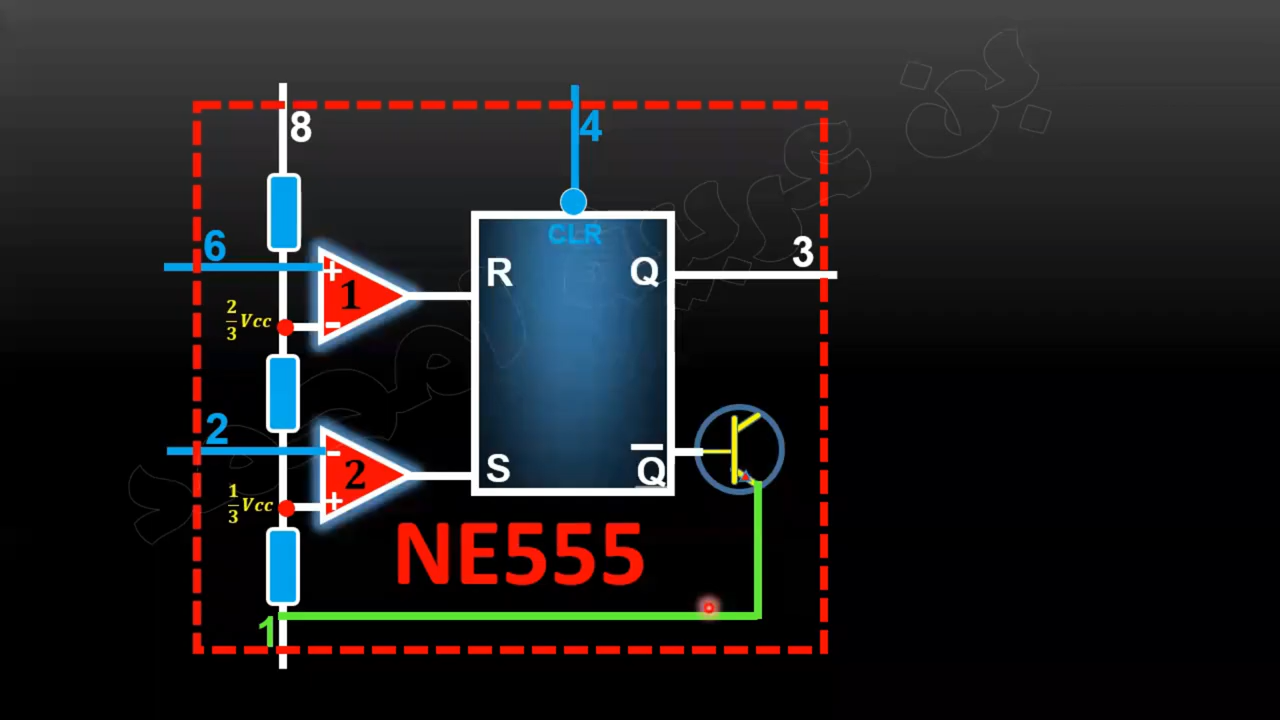 8
4
CLR
6
+
1
-
R
Q
3
2/3 Vcc
2
-
2
+
S
Q̅
1/3 Vcc
NE555
1